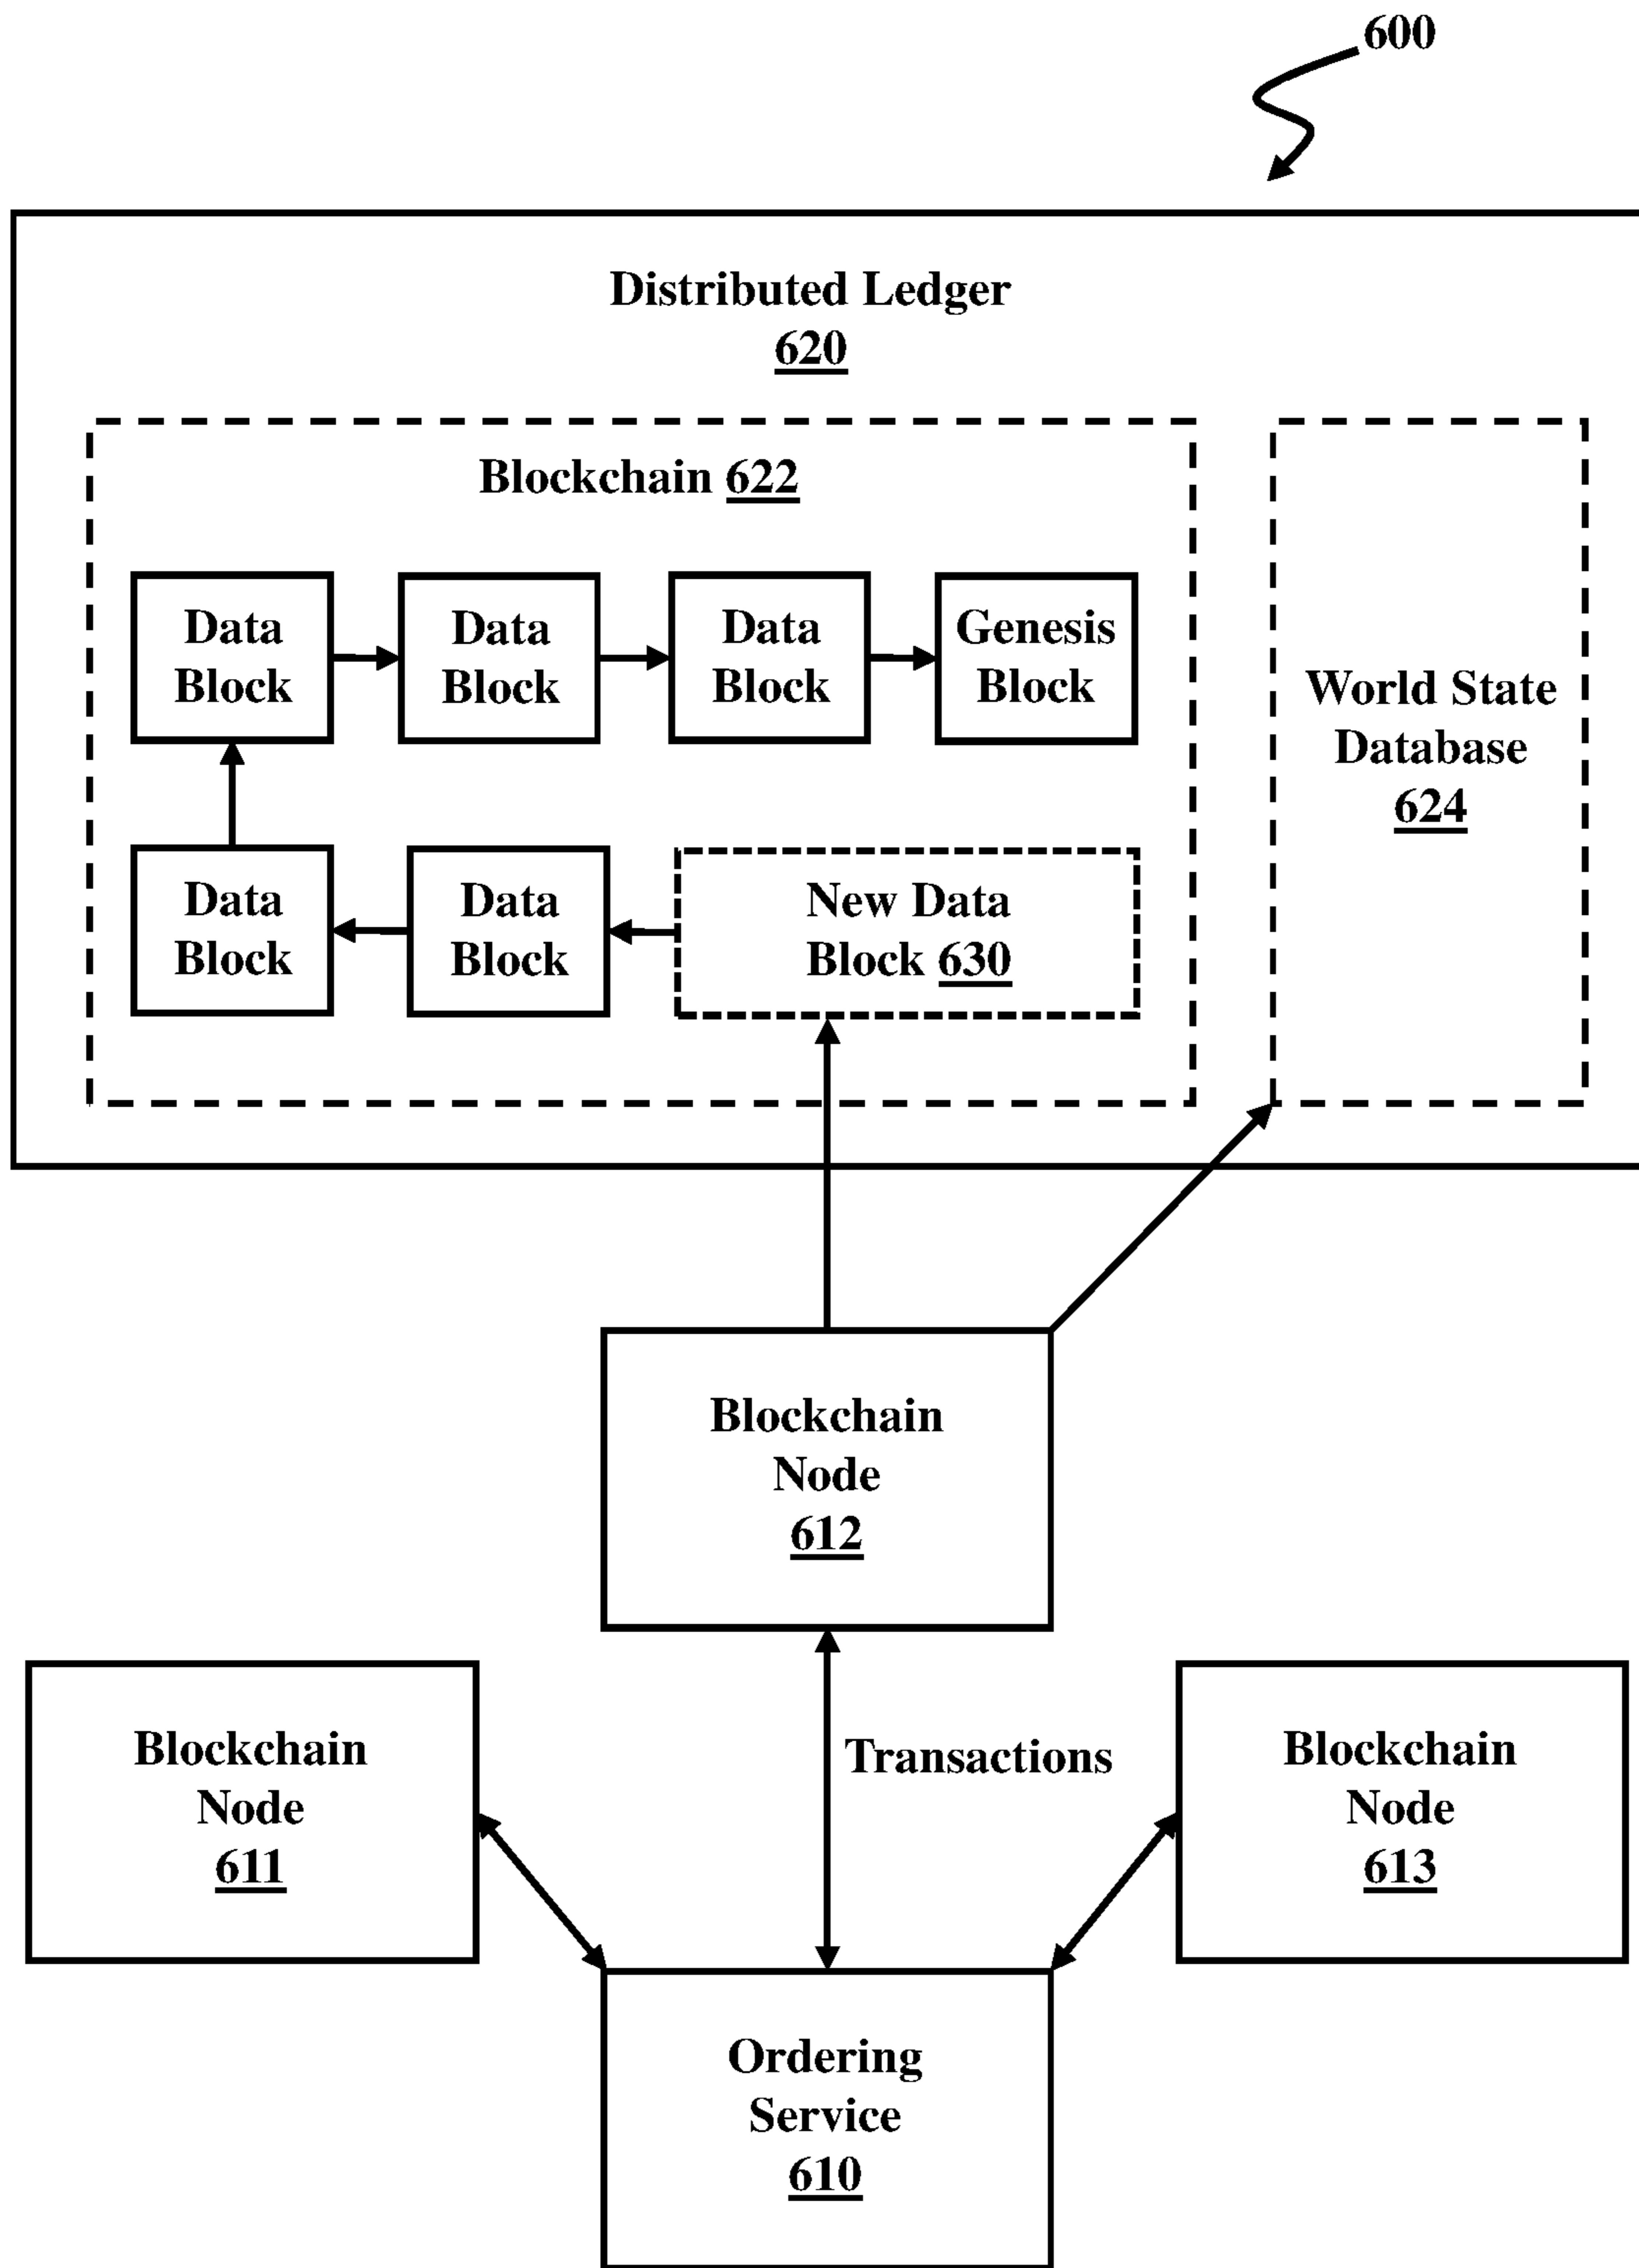 600
Distributed Ledger
620
Blockchain 622
Data
Block
Data
Block
Data
Block
Genesis
Block
World State
Database
624
Data
Block
Data
Block
New Data
Block 630
Blockchain
Node
612
Blockchain
Node
611
Transactions
Blockchain
Node
613
Ordering
Service
610